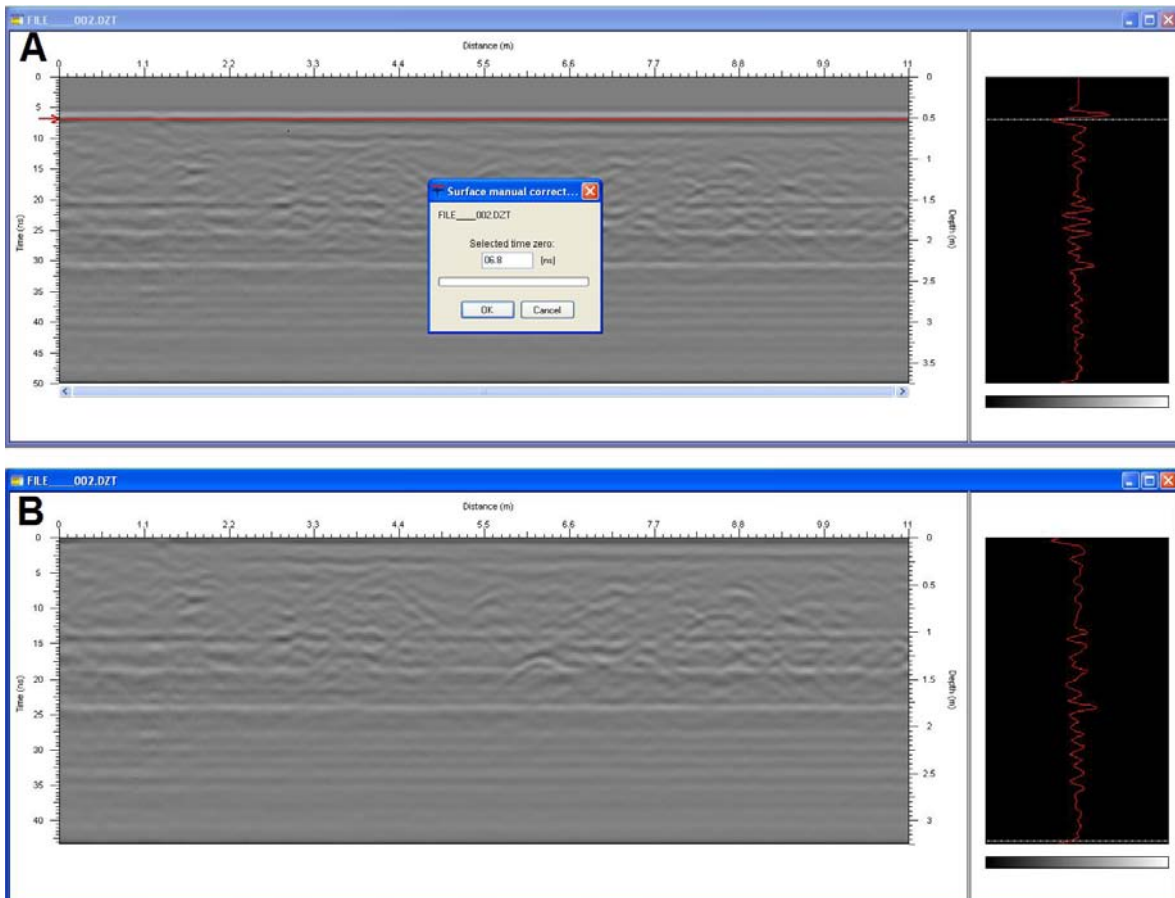 FILE____002.DZT
A
Distance (m)
0 1,1 2,2 3,3 4,4 5,5 6,6 7,7 8,8 9,9 11
0 5 10 15 20 25 30 35 40 45 50
Time (ns)
0 0.5 1 1.5 2 2.5 3 3.5
Depth (m)
Surface manual correct...
FILE____002.DZT
Selected time zero:
06.8 (ns)
OK Cancel
FILE____002.DZT
B
Distance (m)
0 1,1 2,2 3,3 4,4 5,5 6,6 7,7 8,8 9,9 11
0 5 10 15 20 25 30 35 40
Time (ns)
0 0.5 1 1.5 2 2.5 3
Depth (m)